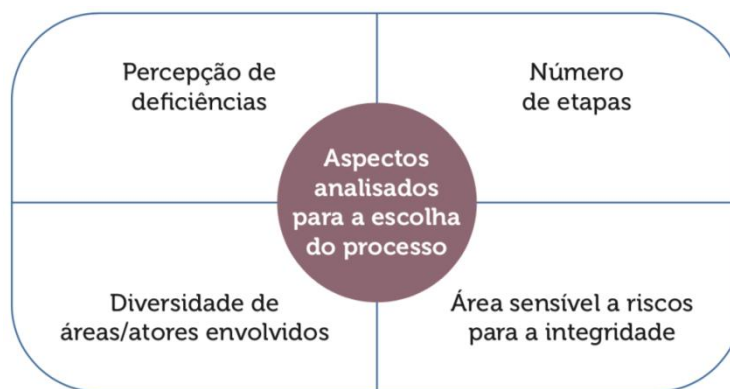 Percepção de
deficiências
Número
de etapas
Aspectos
analisados
para a escolha
do processo
Diversidade de
áreas/atores envolvidos
Área sensível a riscos
para a integridade